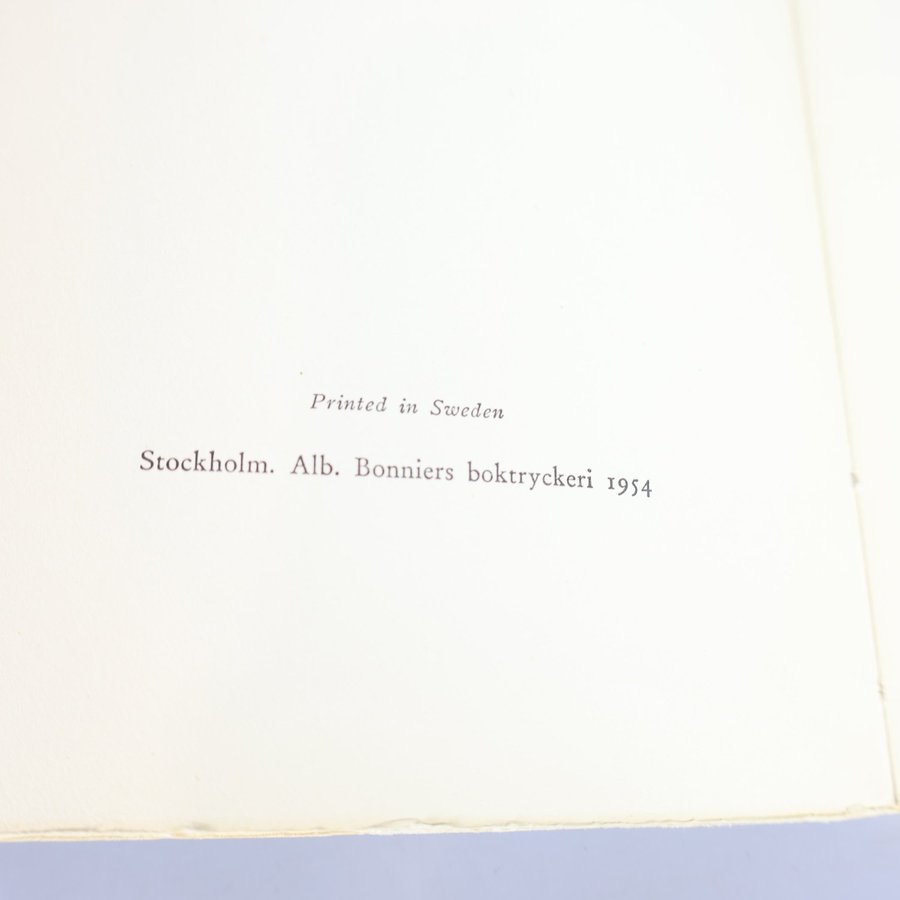 Printed in Sweden
Stockholm. Alb. Bonniers boktryckeri 1954